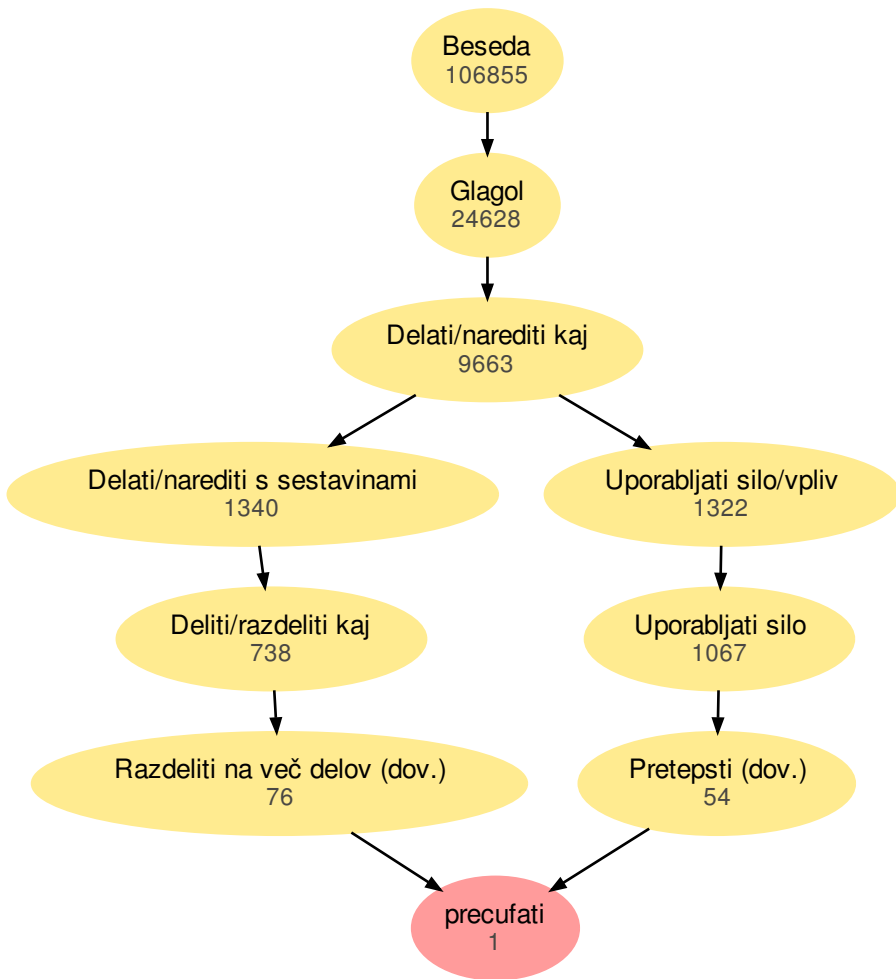 Beseda
106855
Glagol
24628
Delati/narediti kaj
9663
Delati/narediti s sestavinami
1340
Uporabljati silo/vpliv
1322
Deliti/razdeliti kaj
738
Uporabljati silo
1067
Razdeliti na več delov (dov.)
76
Pretepsti (dov.)
54
precufati
1